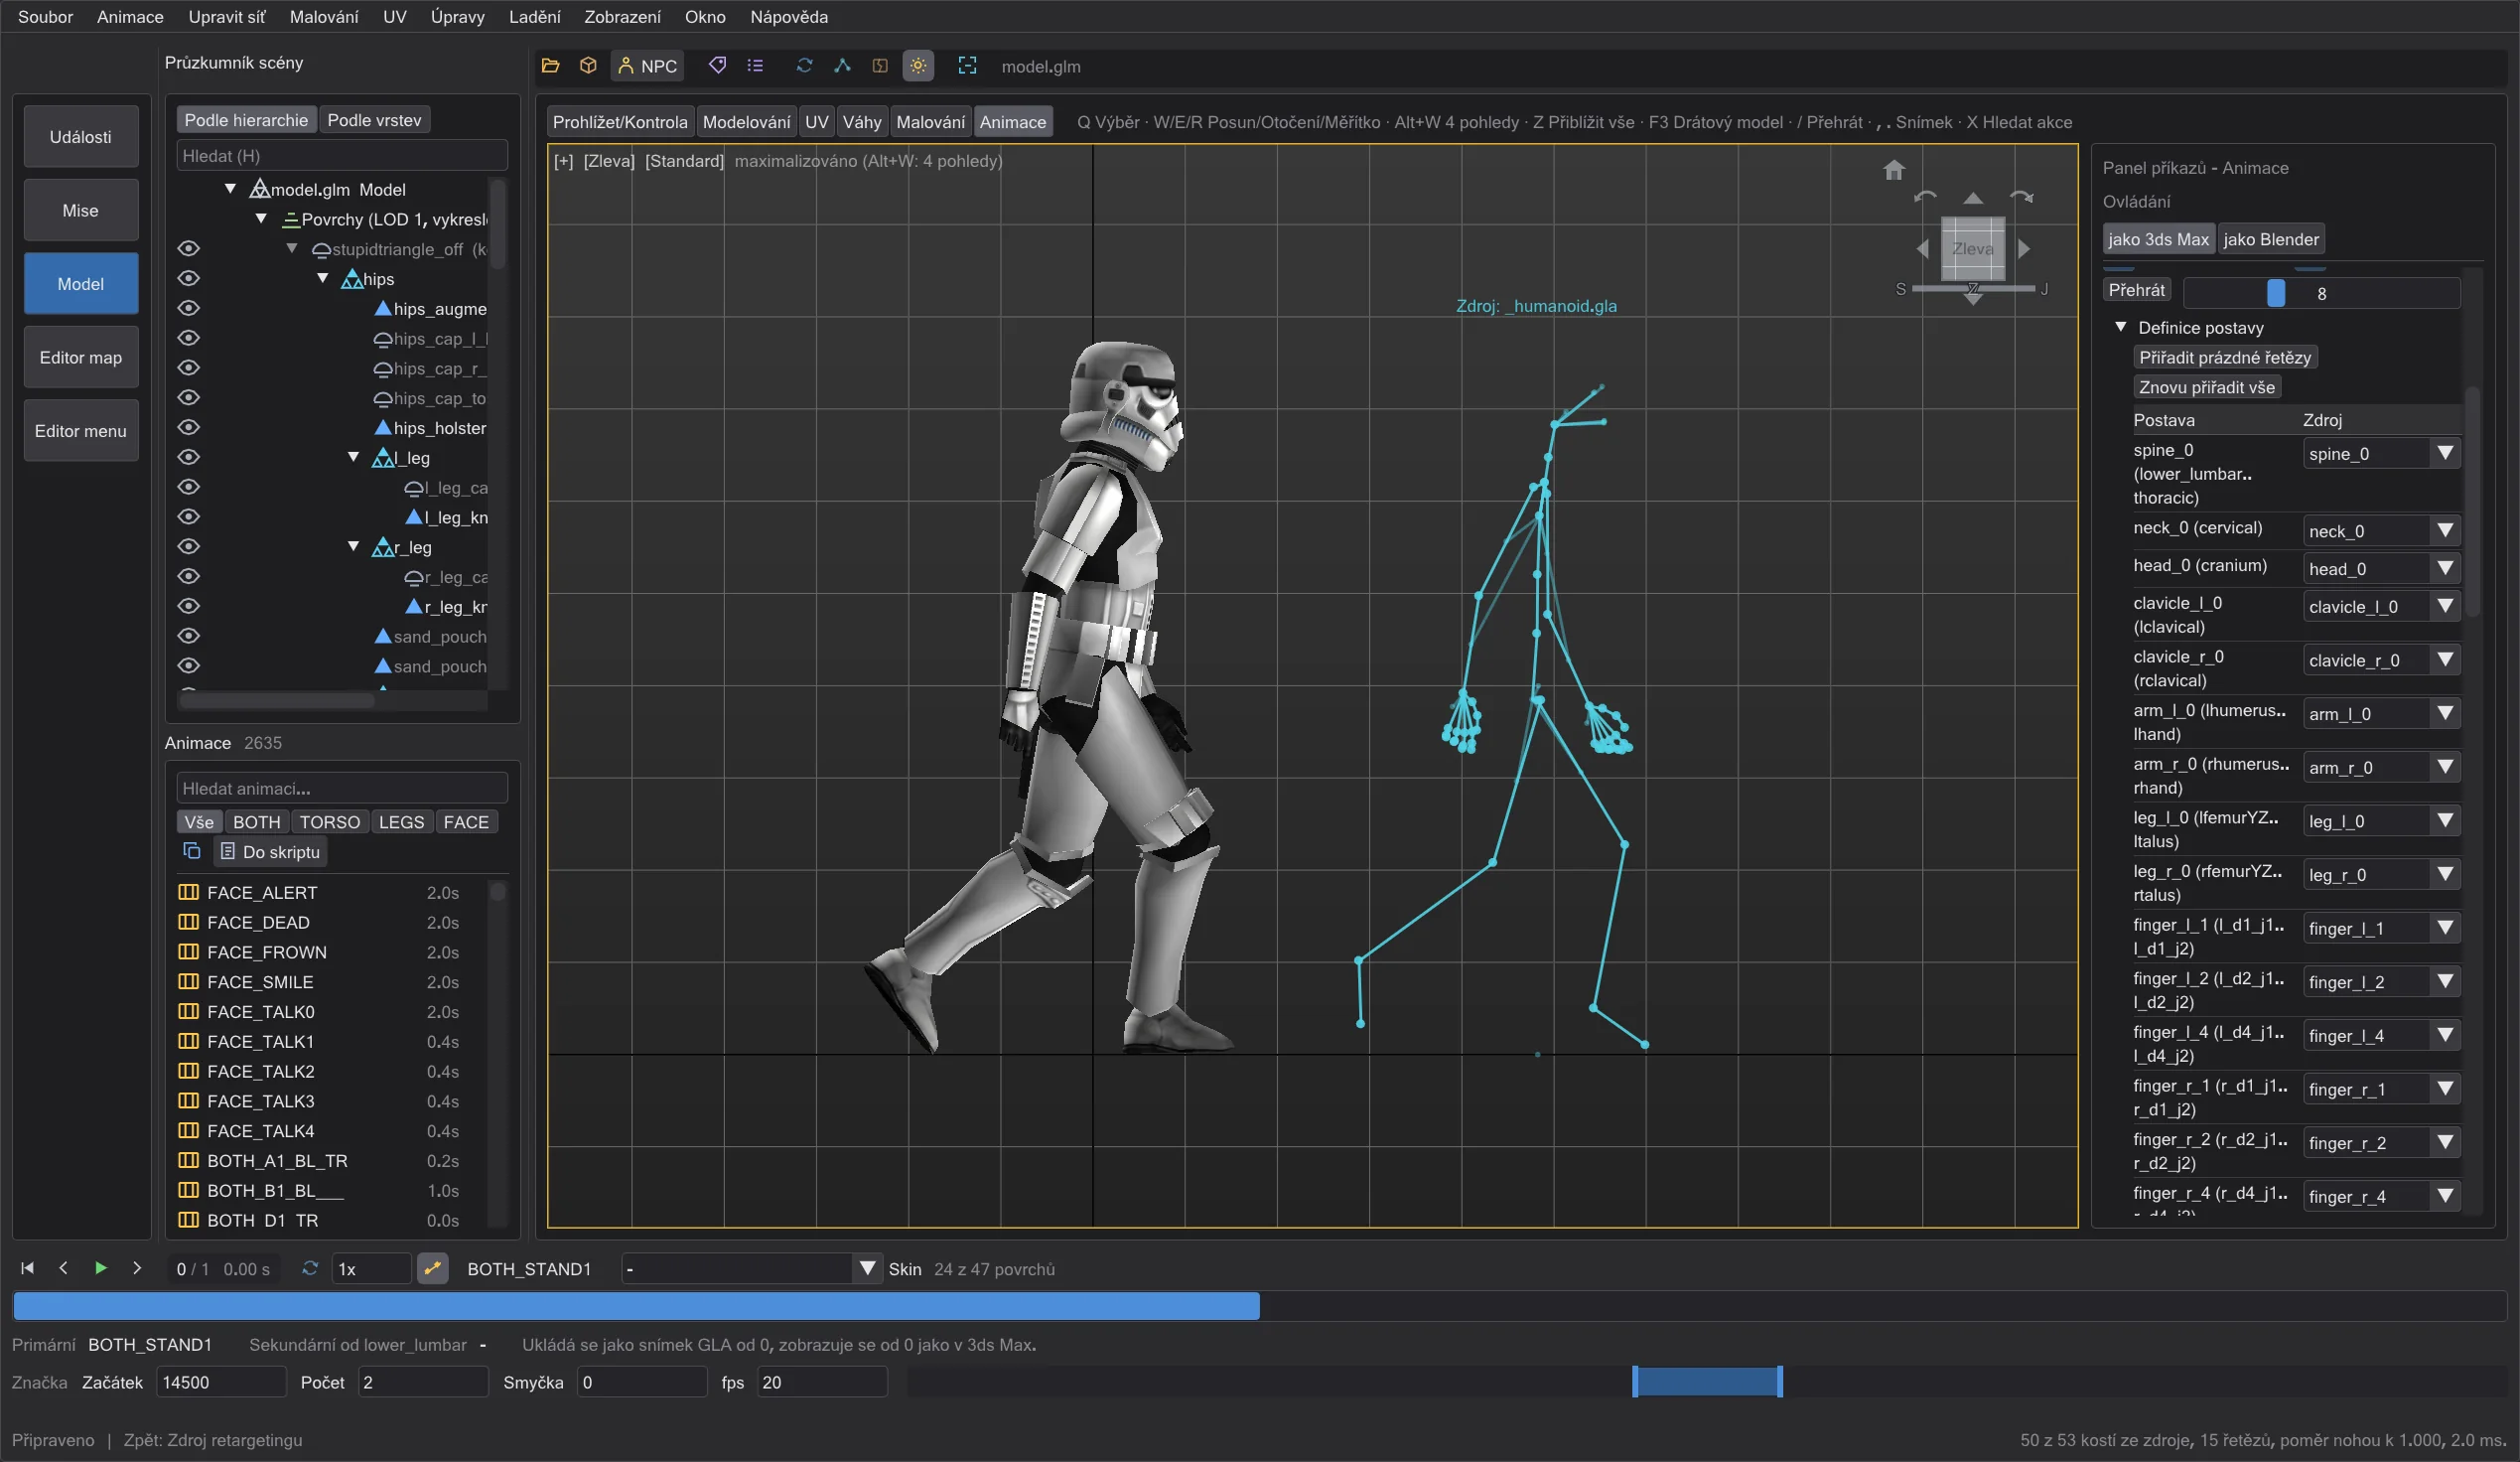 Soubor Animace Upravit síť Malování UV Úpravy Ladění Zobrazení Okno Nápověda
Průzkumník scény
NPC
model.glm
Události
Mise
Model
Editor map
Editor menu
Podle hierarchie Podle vrstev
Hledat (H)
model.glm Model
Povrchy (LOD 1, vykresl
stupidtriangle_off (k
hips
hips_augme
hips_cap_l_l
hips_cap_r_
hips_cap_to
hips_holster
l_leg
l_leg_ca
l_leg_kn
r_leg
r_leg_ca
r_leg_kn
sand_pouch
sand_pouch
Animace 2635
Hledat animaci...
Vše BOTH TORSO LEGS FACE
Do skriptu
FACE_ALERT 2.0s
FACE_DEAD 2.0s
FACE_FROWN 2.0s
FACE_SMILE 2.0s
FACE_TALK0 2.0s
FACE_TALK1 0.4s
FACE_TALK2 0.4s
FACE_TALK3 0.4s
FACE_TALK4 0.4s
BOTH_A1_BL_TR 0.2s
BOTH_B1_BL___ 1.0s
BOTH_D1_TR 0.0s
Prohlížet/Kontrola Modelování UV Váhy Malování Animace
Q Výběr · W/E/R Posun/Otočení/Měřítko · Alt+W 4 pohledy · Z Přiblížit vše · F3 Drátový model · / Přehrát · , . Snímek · X Hledat akce
[+] [Zleva] [Standard] maximalizováno (Alt+W: 4 pohledy)
Zleva
S Z J
Zdroj: _humanoid.gla
Panel příkazů - Animace
Ovládání
jako 3ds Max jako Blender
Přehrát 8
Definice postavy
Přiřadit prázdné řetězy
Znovu přiřadit vše
Postava Zdroj
spine_0 (lower_lumbar.. thoracic) spine_0
neck_0 (cervical) neck_0
head_0 (cranium) head_0
clavicle_l_0 (lclavical) clavicle_l_0
clavicle_r_0 (rclavical) clavicle_r_0
arm_l_0 (lhumerus.. lhand) arm_l_0
arm_r_0 (rhumerus.. rhand) arm_r_0
leg_l_0 (lfemurYZ.. ltalus) leg_l_0
leg_r_0 (rfemurYZ.. rtalus) leg_r_0
finger_l_1 (l_d1_j1.. l_d1_j2) finger_l_1
finger_l_2 (l_d2_j1.. l_d2_j2) finger_l_2
finger_l_4 (l_d4_j1.. l_d4_j2) finger_l_4
finger_r_1 (r_d1_j1.. r_d1_j2) finger_r_1
finger_r_2 (r_d2_j1.. r_d2_j2) finger_r_2
finger_r_4 (r_d4_j1.. r_d4_j2) finger_r_4
0 / 1 0.00 s 1x BOTH_STAND1 - Skin 24 z 47 povrchů
Primární BOTH_STAND1 Sekundární od lower_lumbar - Ukládá se jako snímek GLA od 0, zobrazuje se od 0 jako v 3ds Max.
Značka Začátek 14500 Počet 2 Smyčka 0 fps 20
Připraveno | Zpět: Zdroj retargetingu
50 z 53 kostí ze zdroje, 15 řetězů, poměr nohou k 1.000, 2.0 ms.